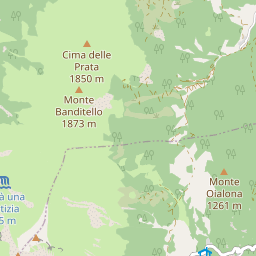 Cima delle
Prata
1850 m
Monte
Banditello
1873 m
Monte
Oialona
1261 m
à una
tizia
5 m